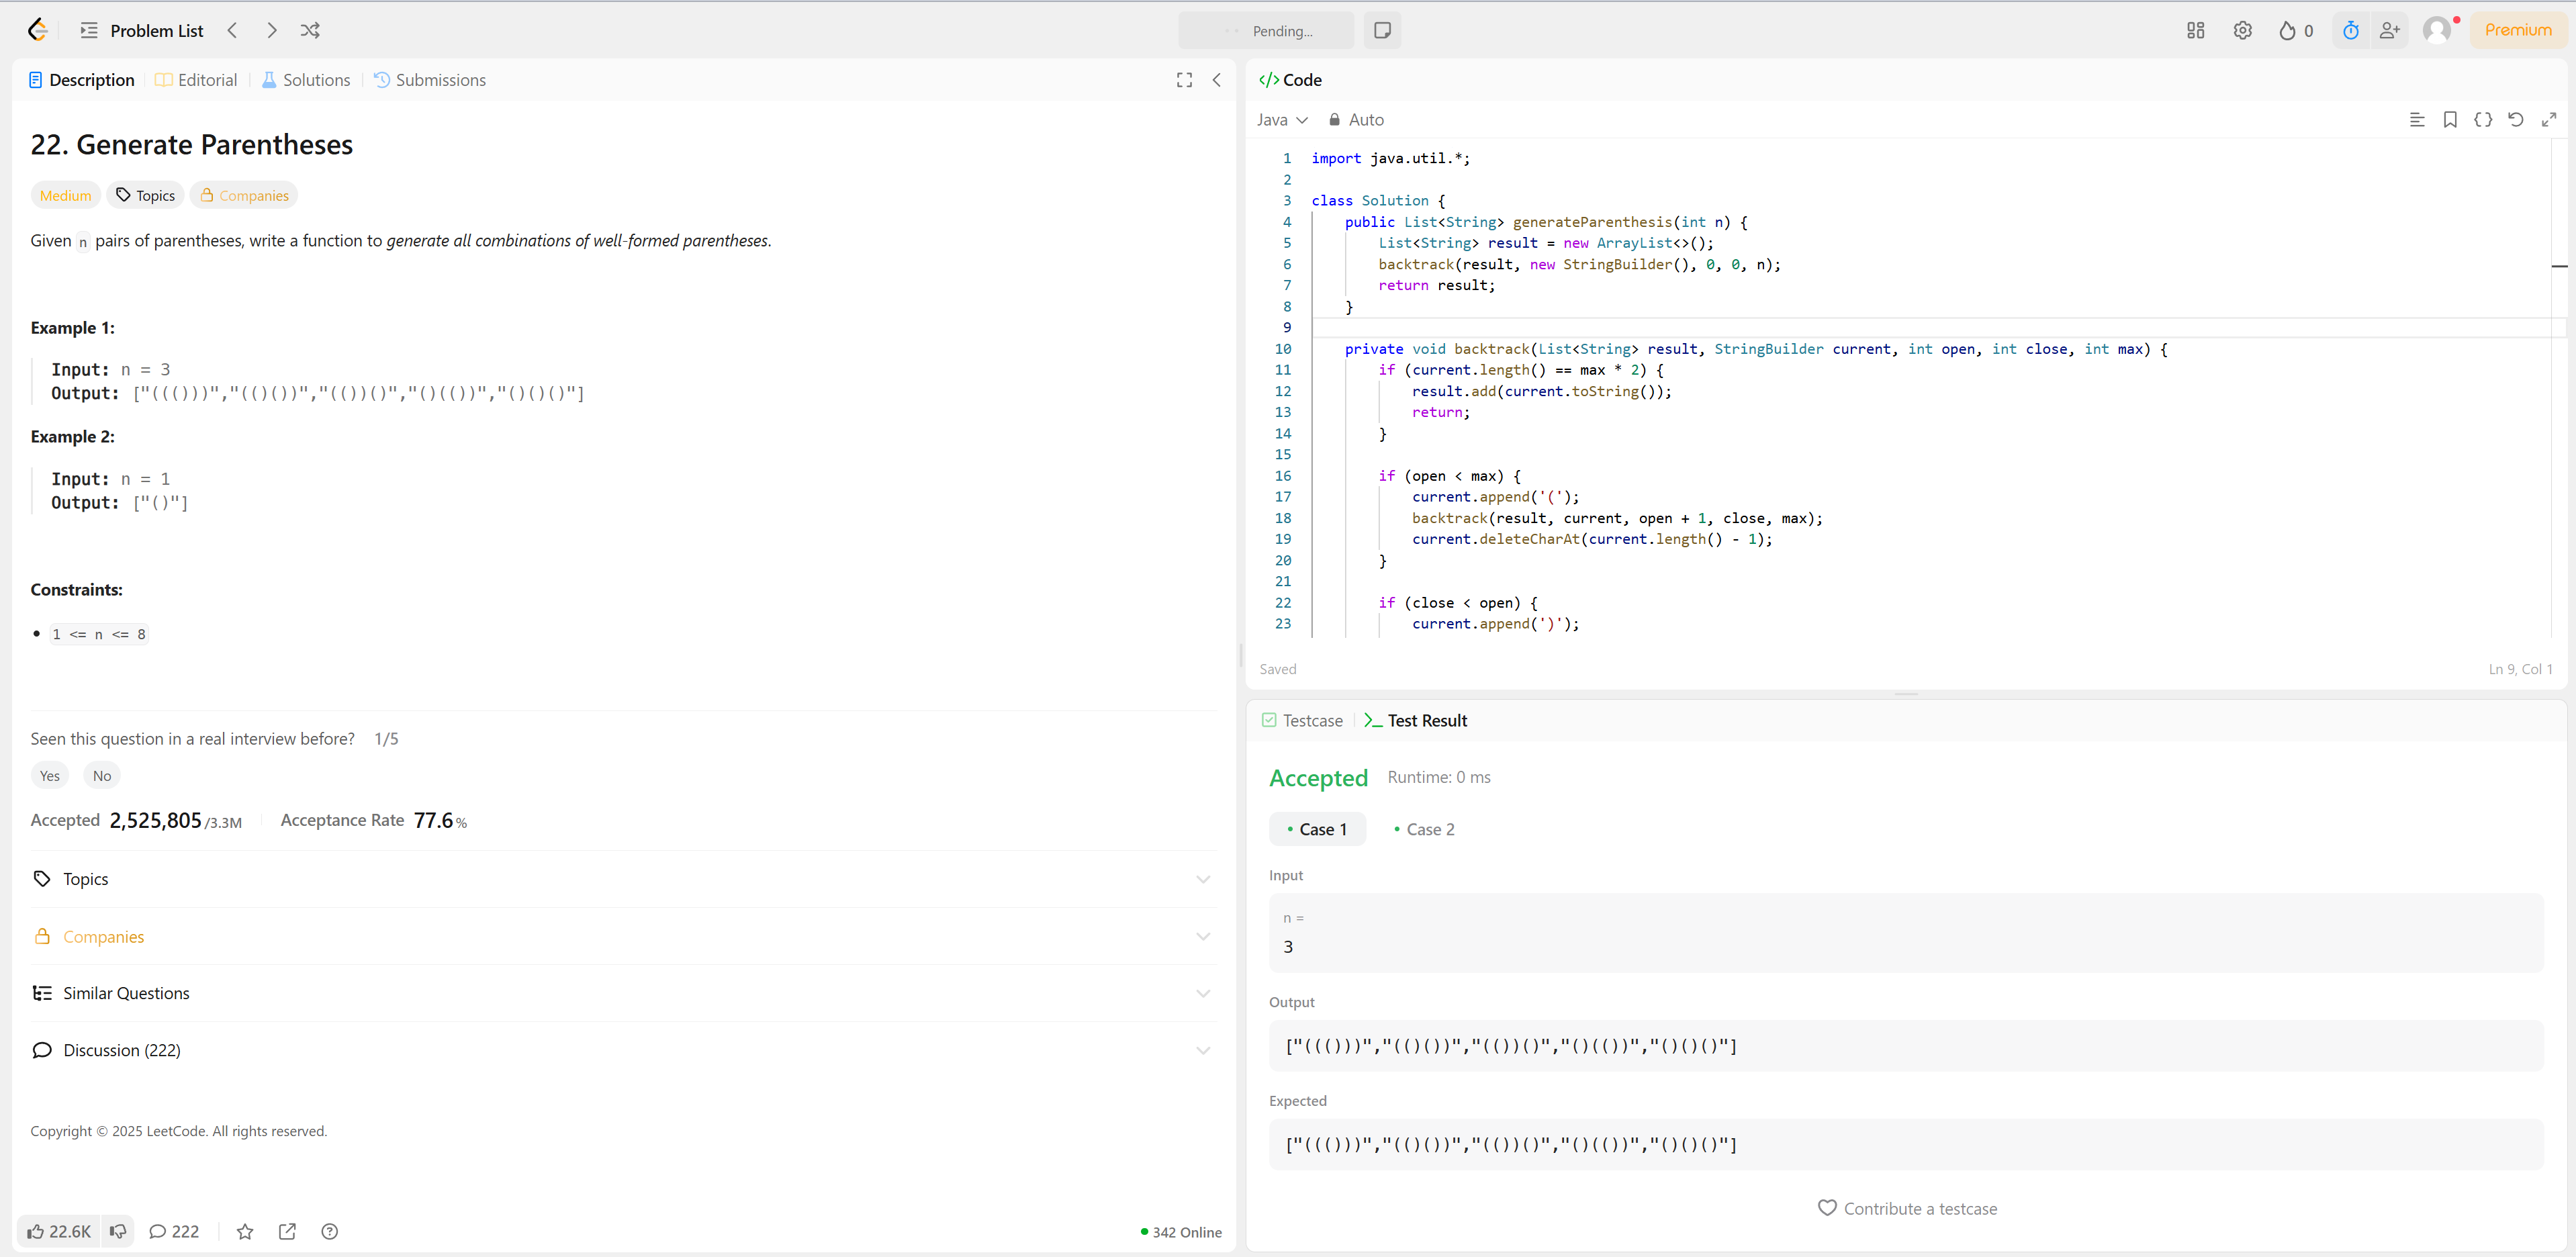 Problem List
Pending...
0
Premium
Description
Editorial
Solutions
Submissions
22. Generate Parentheses
Medium
Topics
Companies
Given n pairs of parentheses, write a function to generate all combinations of well-formed parentheses.
Example 1:
Input: n = 3
Output: ["((()))","(()())","(())()","()(())","()()()"]
Example 2:
Input: n = 1
Output: ["()"]
Constraints:
1 <= n <= 8
Seen this question in a real interview before? 1/5
Yes No
Accepted 2,525,805/3.3M Acceptance Rate 77.6%
Topics
Companies
Similar Questions
Discussion (222)
Copyright © 2025 LeetCode. All rights reserved.
22.6K 222
342 Online
</> Code
Java Auto
1 import java.util.*;
2
3 class Solution {
4 public List<String> generateParenthesis(int n) {
5 List<String> result = new ArrayList<>();
6 backtrack(result, new StringBuilder(), 0, 0, n);
7 return result;
8 }
9
10 private void backtrack(List<String> result, StringBuilder current, int open, int close, int max) {
11 if (current.length() == max * 2) {
12 result.add(current.toString());
13 return;
14 }
15
16 if (open < max) {
17 current.append('(');
18 backtrack(result, current, open + 1, close, max);
19 current.deleteCharAt(current.length() - 1);
20 }
21
22 if (close < open) {
23 current.append(')');
Saved
Ln 9, Col 1
Testcase
Test Result
Accepted Runtime: 0 ms
Case 1
Case 2
Input
n =
3
Output
["((()))","(()())","(())()","()(())","()()()"]
Expected
["((()))","(()())","(())()","()(())","()()()"]
Contribute a testcase